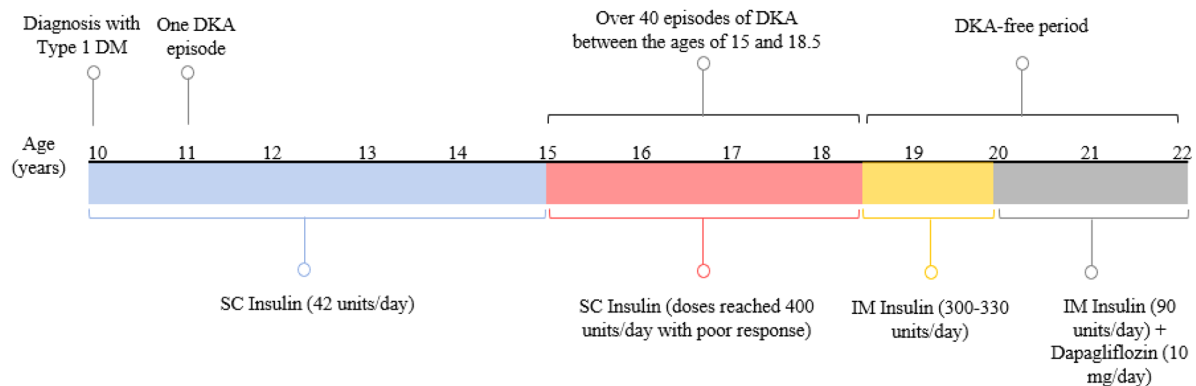 Diagnosis with
Type 1 DM
One DKA
episode
Over 40 episodes of DKA
between the ages of 15 and 18.5
DKA-free period
Age
(years)
10 11 12 13 14 15 16 17 18 19 20 21 22
SC Insulin (42 units/day)
SC Insulin (doses reached 400
units/day with poor response)
IM Insulin (300-330
units/day)
IM Insulin (90
units/day) +
Dapagliflozin (10
mg/day)